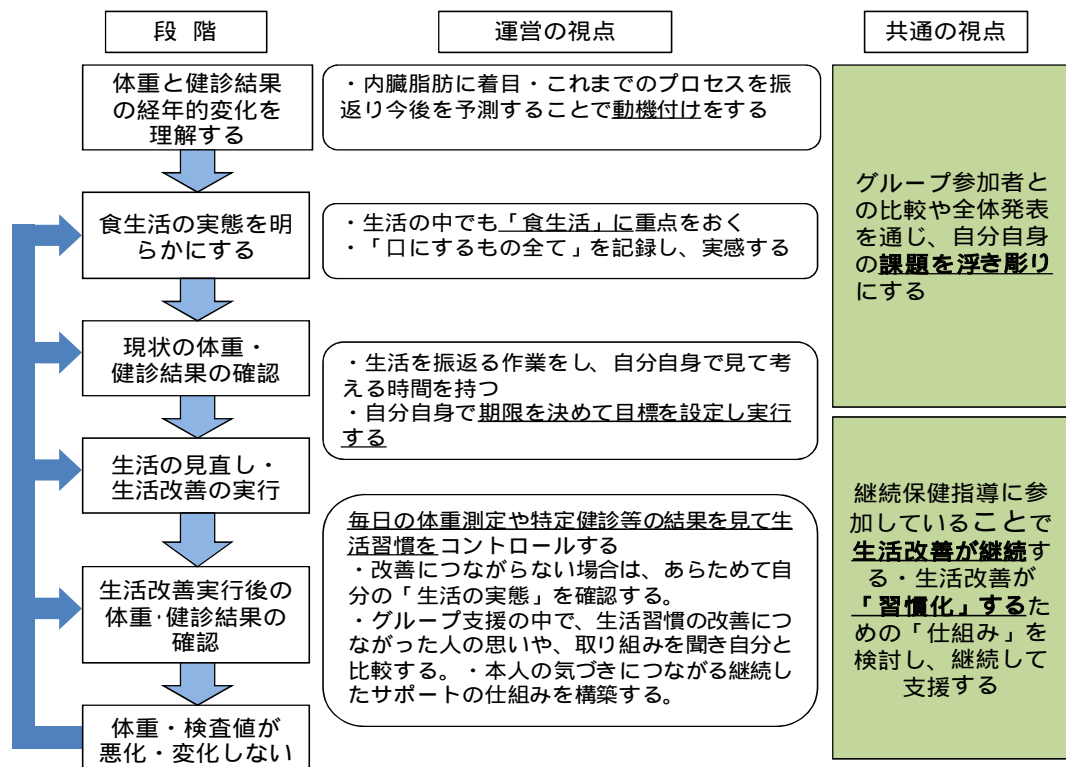 段 階
運営の視点
共通の視点
体重と健診結果
の経年的変化を
理解する
・内臓脂肪に着目・これまでのプロセスを振
返り今後を予測することで動機付けをする
食生活の実態を明
らかにする
・生活の中でも「食生活」に重点をおく
・「口にするもの全て」を記録し、実感する
現状の体重・
健診結果の確認
・生活を振返る作業をし、自分自身で見て考
える時間を持つ
・自分自身で期限を決めて目標を設定し実行
する
生活の見直し・
生活改善の実行
生活改善実行後の
体重・健診結果の
確認
毎日の体重測定や特定健診等の結果を見て生
活習慣をコントロールする
・改善につながらない場合は、あらためて自
分の「生活の実態」を確認する。
・グループ支援の中で、生活習慣の改善につ
ながった人の思いや、取り組みを聞き自分と
比較する。・本人の気づきにつながる継続し
たサポートの仕組みを構築する。
体重・検査値が
悪化・変化しない
グループ参加者と
の比較や全体発表
を通じ、自分自身
の課題を浮き彫り
にする
継続保健指導に参
加していることで
生活改善が継続す
る・生活改善が
「習慣化」するた
めの「仕組み」を
検討し、継続して
支援する